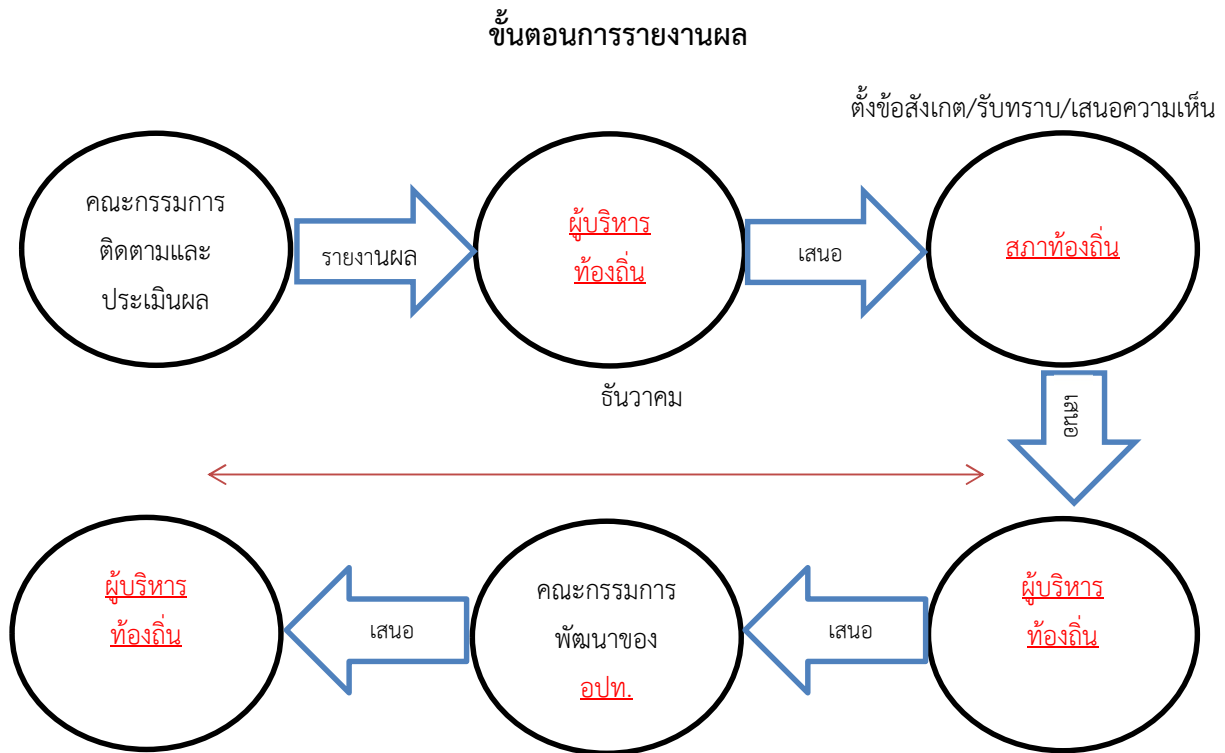 ขั้นตอนการรายงานผล
ตั้งข้อสังเกต/รับทราบ/เสนอความเห็น
คณะกรรมการ
ติดตามและ
ประเมินผล
รายงานผล
ผู้บริหาร
ท้องถิ่น
เสนอ
สภาท้องถิ่น
ธันวาคม
เสนอ
ผู้บริหาร
ท้องถิ่น
เสนอ
คณะกรรมการ
พัฒนาของ
อปท.
เสนอ
ผู้บริหาร
ท้องถิ่น